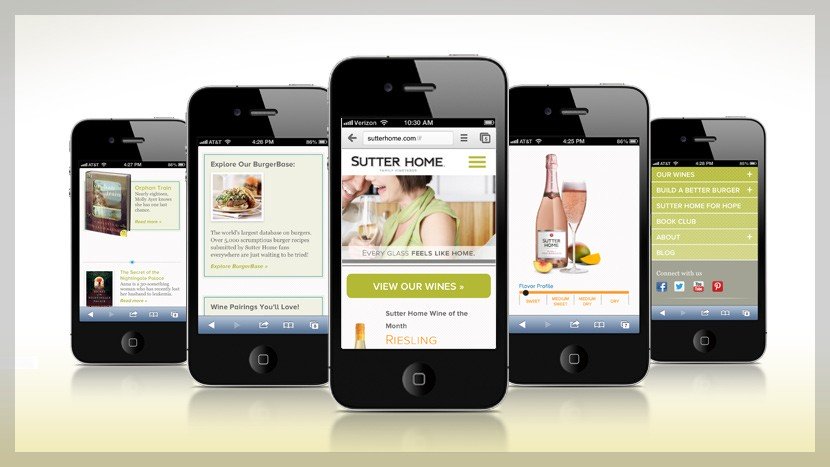 AT&T 4:27 PM 86%
Orphan Train
Nearly eighteen,
Molly Ayer knows
she has one last
chance.
Read more »
The Secret of the
Nightingale Palace
Anna is a 30-something
woman who has recently lost
her husband to leukemia.
Read more »
AT&T 4:28 PM 86%
Explore Our BurgerBase:
The world's largest database on burgers.
Over 5,000 scrumptious burger recipes
submitted by Sutter Home fans
everywhere are just waiting to be tried!
Explore BurgerBase »
Wine Pairings You'll Love!
Verizon 10:30 AM
sutterhome.com
5
SUTTER HOME
FAMILY VINEYARDS
EVERY GLASS FEELS LIKE HOME.
VIEW OUR WINES »
Sutter Home Wine of the
Month
RIESLING
AT&T 4:25 PM 86%
SUTTER
HOME
Flavor Profile
SWEET MEDIUM SWEET MEDIUM DRY DRY
AT&T 4:28 PM 86%
OUR WINES +
BUILD A BETTER BURGER +
SUTTER HOME FOR HOPE
BOOK CLUB
ABOUT +
BLOG
Connect with us